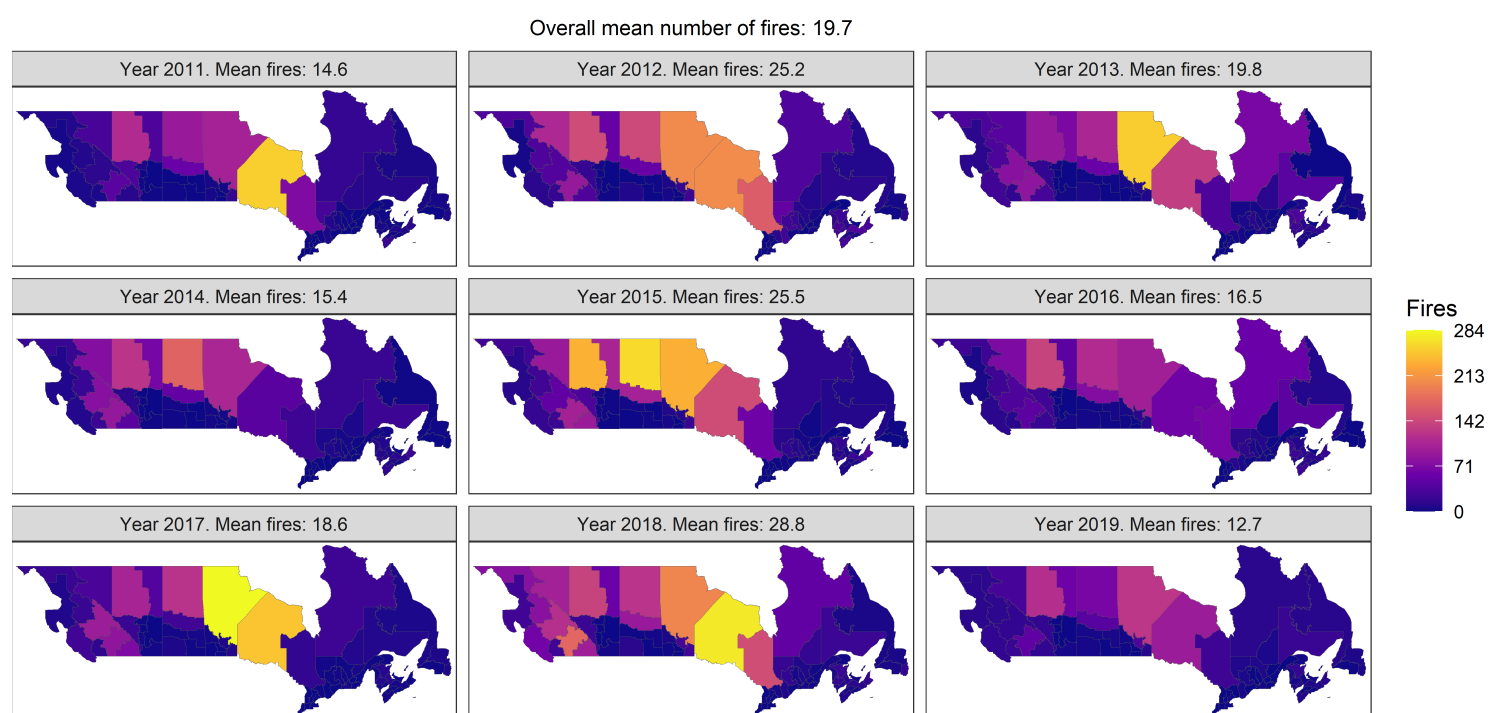 Overall mean number of fires: 19.7
Year 2011. Mean fires: 14.6
Year 2012. Mean fires: 25.2
Year 2013. Mean fires: 19.8
Year 2014. Mean fires: 15.4
Year 2015. Mean fires: 25.5
Year 2016. Mean fires: 16.5
Year 2017. Mean fires: 18.6
Year 2018. Mean fires: 28.8
Year 2019. Mean fires: 12.7
Fires
284
213
142
71
0